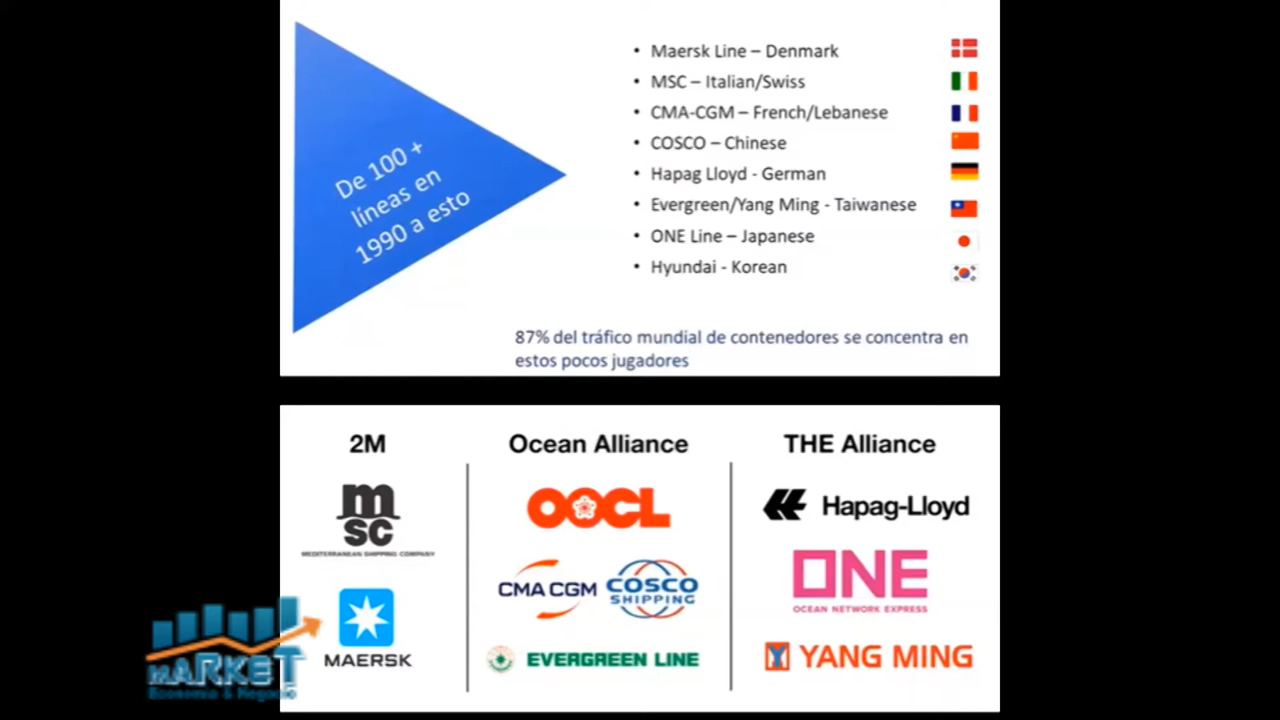 De 100 +
líneas en
1990 a esto
• Maersk Line – Denmark
• MSC – Italian/Swiss
• CMA-CGM – French/Lebanese
• COSCO – Chinese
• Hapag Lloyd - German
• Evergreen/Yang Ming - Taiwanese
• ONE Line – Japanese
• Hyundai - Korean
87% del tráfico mundial de contenedores se concentra en
estos pocos jugadores
2M
msc
MEDITERRANEAN SHIPPING COMPANY
MAERSK
Ocean Alliance
OOCL
CMA CGM
COSCO
SHIPPING
EVERGREEN LINE
THE Alliance
Hapag-Lloyd
ONE
OCEAN NETWORK EXPRESS
YANG MING
MARKET
Economia & Negocio